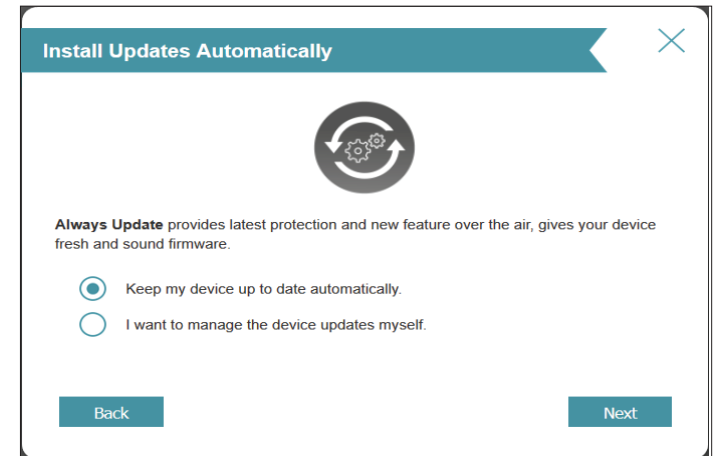 Install Updates Automatically
Always Update provides latest protection and new feature over the air, gives your device
fresh and sound firmware.
Keep my device up to date automatically.
I want to manage the device updates myself.
Back
Next